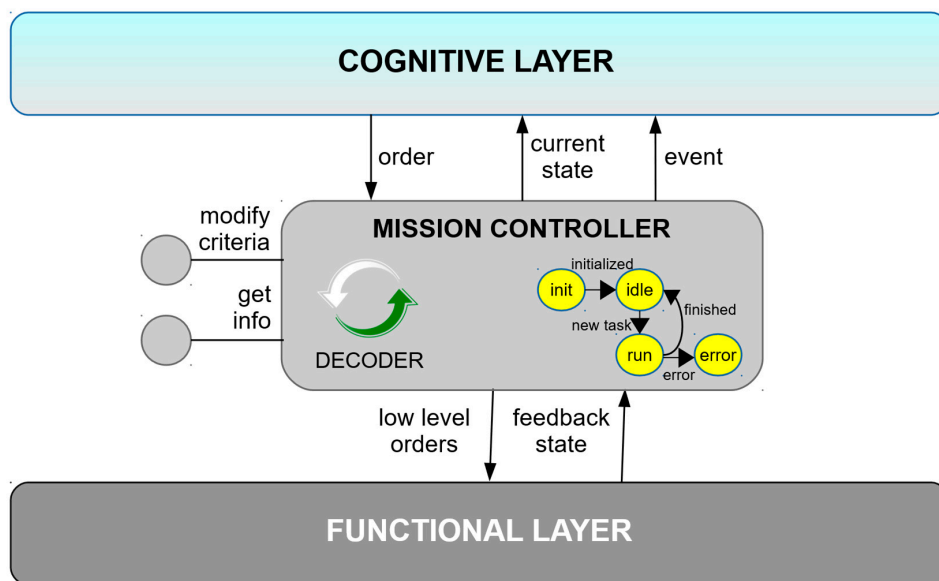 COGNITIVE LAYER
order
current
state
event
modify
criteria
get
info
MISSION CONTROLLER
DECODER
initialized
init
idle
new task
finished
run
error
error
low level
orders
feedback
state
FUNCTIONAL LAYER